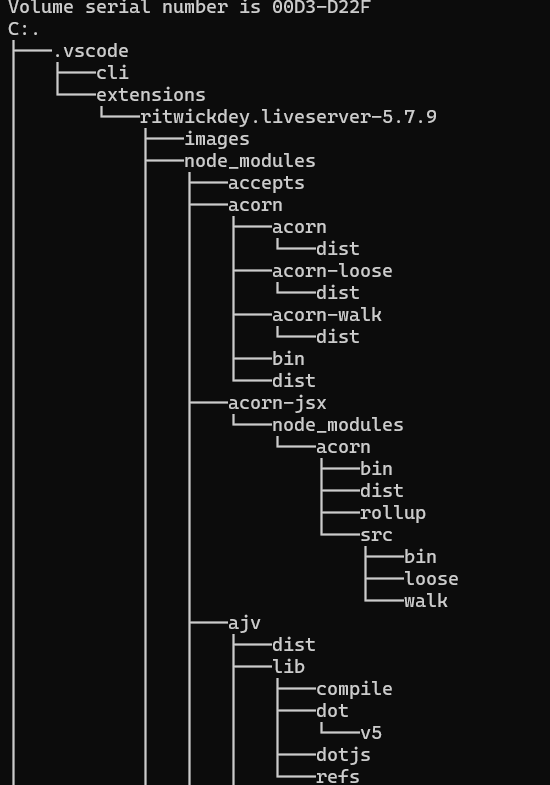 Volume serial number is 00D3-D22F
C:.
├───.vscode
│   ├───cli
│   └───extensions
│       └───ritwickdey.liveserver-5.7.9
│           ├───images
│           ├───node_modules
│           │   ├───accepts
│           │   ├───acorn
│           │   │   ├───acorn
│           │   │   │   └───dist
│           │   │   ├───acorn-loose
│           │   │   │   └───dist
│           │   │   ├───acorn-walk
│           │   │   │   └───dist
│           │   │   ├───bin
│           │   │   └───dist
│           │   ├───acorn-jsx
│           │   │   └───node_modules
│           │   │       └───acorn
│           │   │           ├───bin
│           │   │           ├───dist
│           │   │           ├───rollup
│           │   │           └───src
│           │   │               ├───bin
│           │   │               ├───loose
│           │   │               └───walk
│           │   ├───ajv
│           │   │   ├───dist
│           │   │   ├───lib
│           │   │   │   ├───compile
│           │   │   │   ├───dot
│           │   │   │   │   └───v5
│           │   │   │   ├───dotjs
│           │   │   │   └───refs